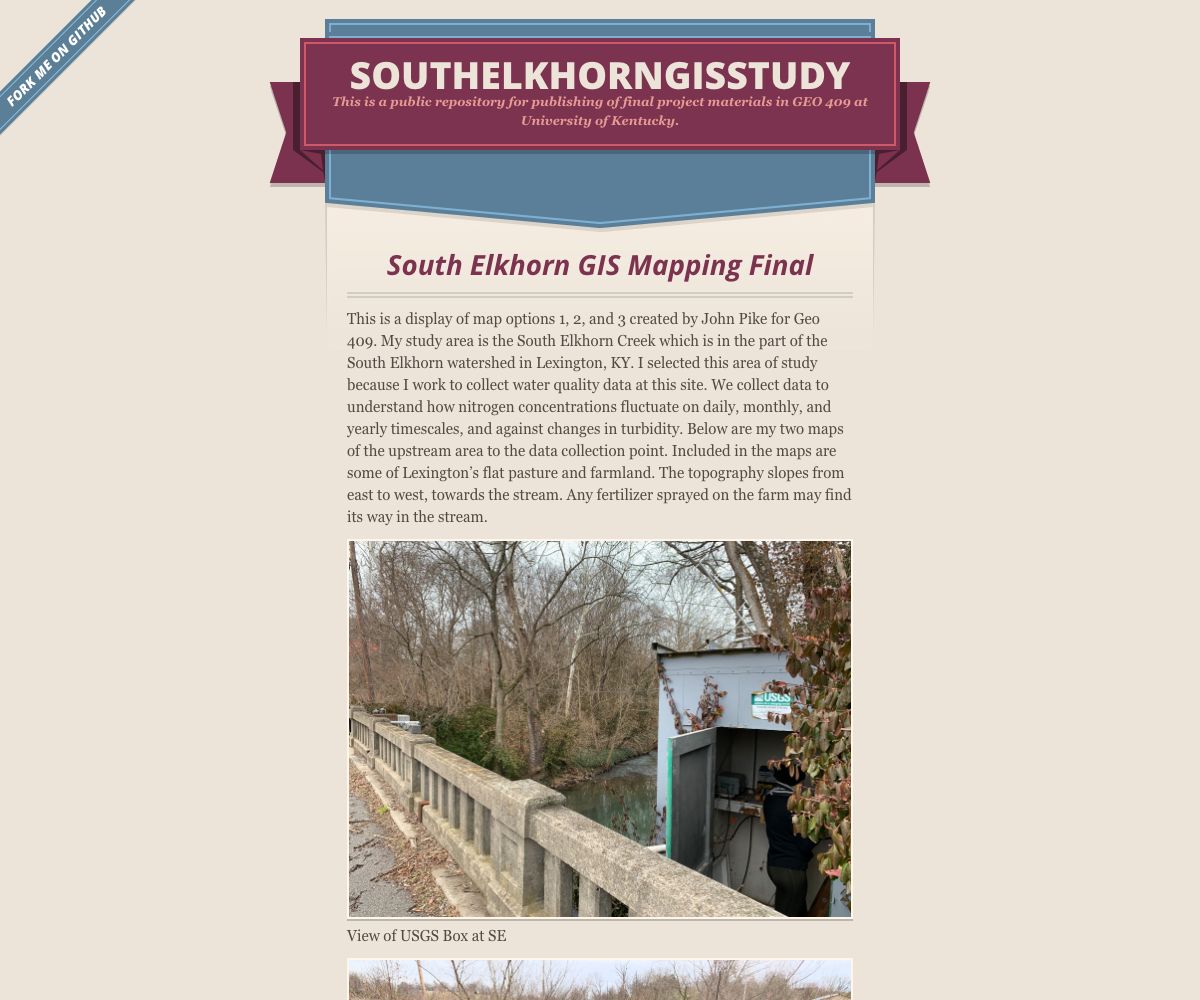 FORK ME ON GITHUB
SOUTHELKHORNGISSTUDY
This is a public repository for publishing of final project materials in GEO 409 at
University of Kentucky.
South Elkhorn GIS Mapping Final
This is a display of map options 1, 2, and 3 created by John Pike for Geo
409. My study area is the South Elkhorn Creek which is in the part of the
South Elkhorn watershed in Lexington, KY. I selected this area of study
because I work to collect water quality data at this site. We collect data to
understand how nitrogen concentrations fluctuate on daily, monthly, and
yearly timescales, and against changes in turbidity. Below are my two maps
of the upstream area to the data collection point. Included in the maps are
some of Lexington’s flat pasture and farmland. The topography slopes from
east to west, towards the stream. Any fertilizer sprayed on the farm may find
its way in the stream.
USGS
View of USGS Box at SE